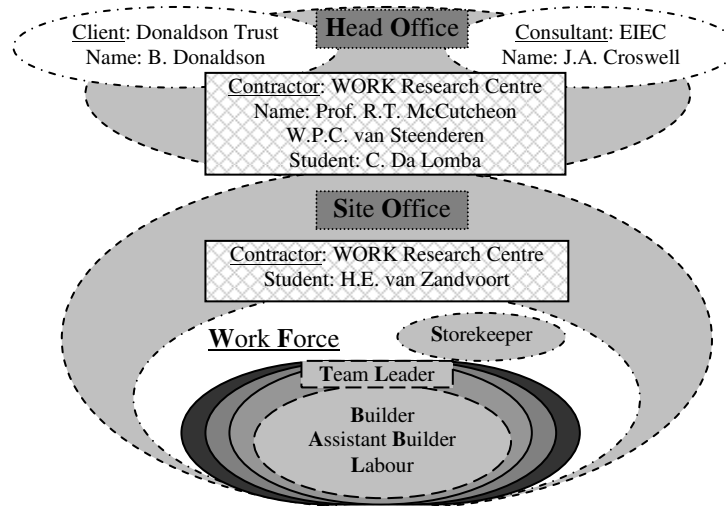 Client: Donaldson Trust
Name: B. Donaldson
Head Office
Consultant: EIEC
Name: J.A. Croswell
Contractor: WORK Research Centre
Name: Prof. R.T. McCutcheon
W.P.C. van Steenderen
Student: C. Da Lomba
Site Office
Contractor: WORK Research Centre
Student: H.E. van Zandvoort
Work Force
Storekeeper
Team Leader
Builder
Assistant Builder
Labour